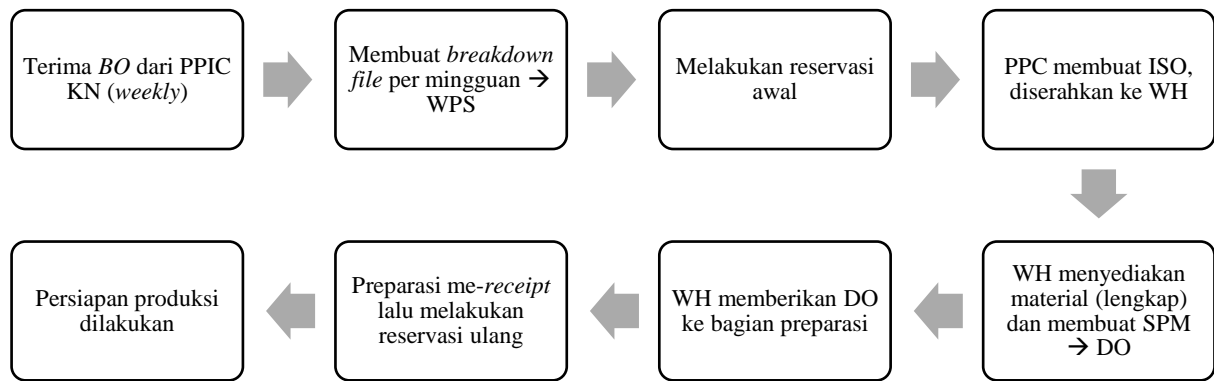 Terima BO dari PPIC
KN (weekly)
Membuat breakdown
file per mingguan →
WPS
Melakukan reservasi
awal
PPC membuat ISO,
diserahkan ke WH
WH menyediakan
material (lengkap)
dan membuat SPM
→ DO
WH memberikan DO
ke bagian preparasi
Preparasi me-receipt
lalu melakukan
reservasi ulang
Persiapan produksi
dilakukan